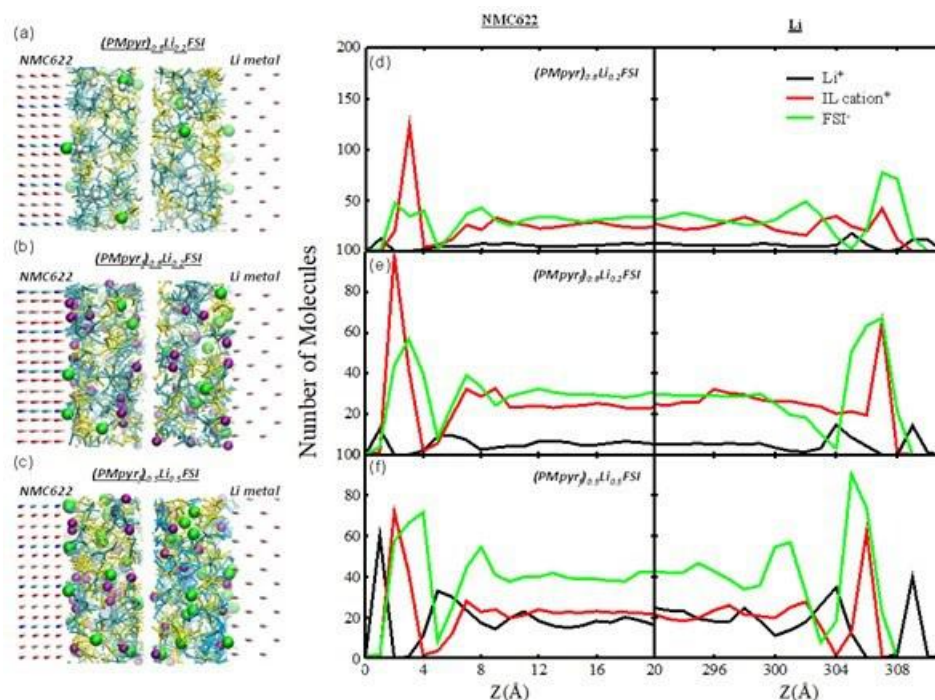 (a)
(PMpyr)0.8Li0.2FSI
NMC622 Li metal
(b)
(PMpyr)0.8Li0.2FSI
NMC622 Li metal
(c)
(PMpyr)0.5Li0.5FSI
NMC622 Li metal
NMC622 Li
Number of Molecules
200
150
100
50
(d)
(PMpyr)0.8Li0.2FSI
Li+
IL cation+
FSI-
100
80
60
40
20
(e)
(PMpyr)0.8Li0.2FSI
100
80
60
40
20
0
(f)
(PMpyr)0.5Li0.5FSI
0 4 8 12 16 20 296 300 304 308
Z(Å) Z(Å)